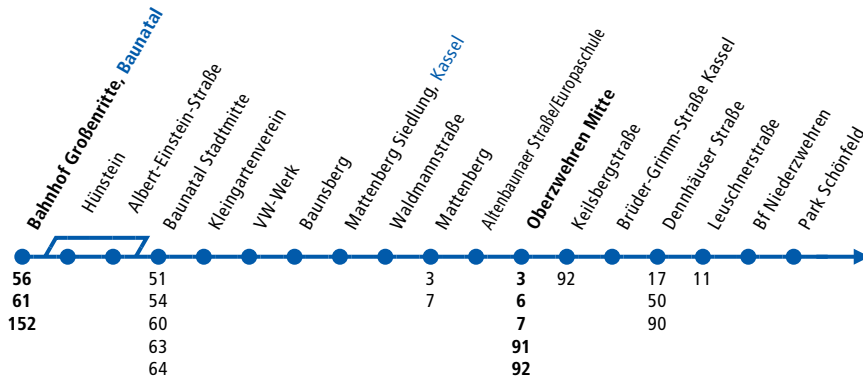 Bahnhof Großenritte, Baunatal
Hünstein
Albert-Einstein-Straße
Baunatal Stadtmitte
Kleingartenverein
VW-Werk
Baunsberg
Mattenberg Siedlung, Kassel
Waldmannstraße
Mattenberg
Altenbaunaer Straße/Europaschule
Oberzwehren Mitte
Keilsbergstraße
Brüder-Grimm-Straße Kassel
Dennhäuser Straße
Leuschnerstraße
Bf Niederzwehren
Park Schönfeld
56 51 3 3 92 17 11
61 54 7 6 50
152 60 7 90
63 91
64 92